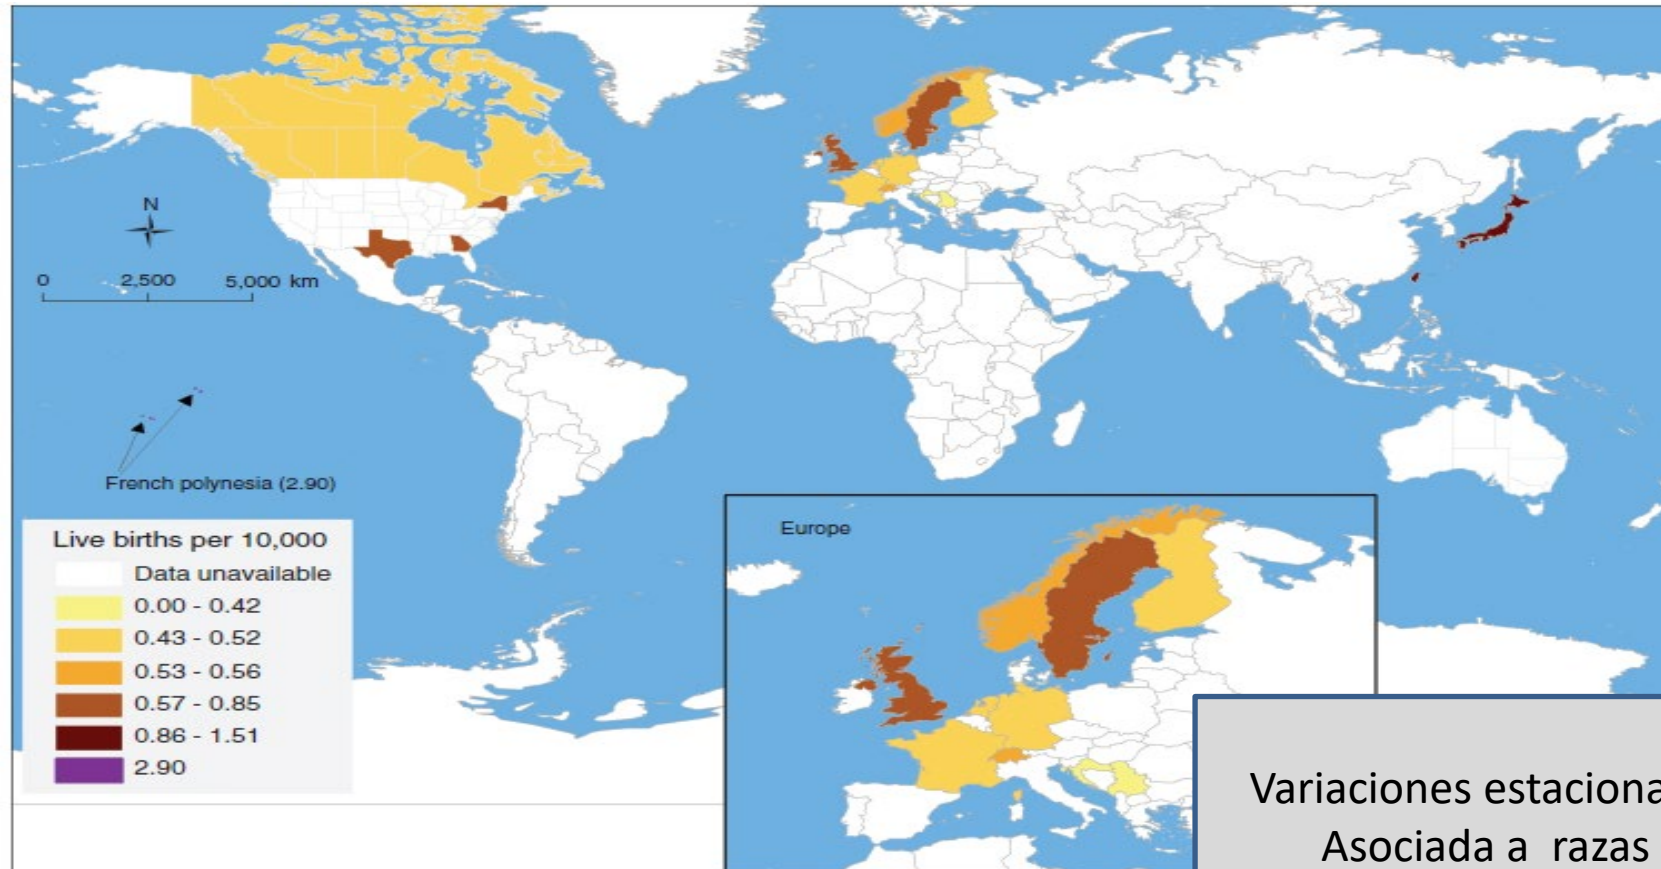 N
0 2,500 5,000 km
French polynesia (2.90)
Live births per 10,000
Data unavailable
0.00 - 0.42
0.43 - 0.52
0.53 - 0.56
0.57 - 0.85
0.86 - 1.51
2.90
Europe
Variaciones
Asociada a razas